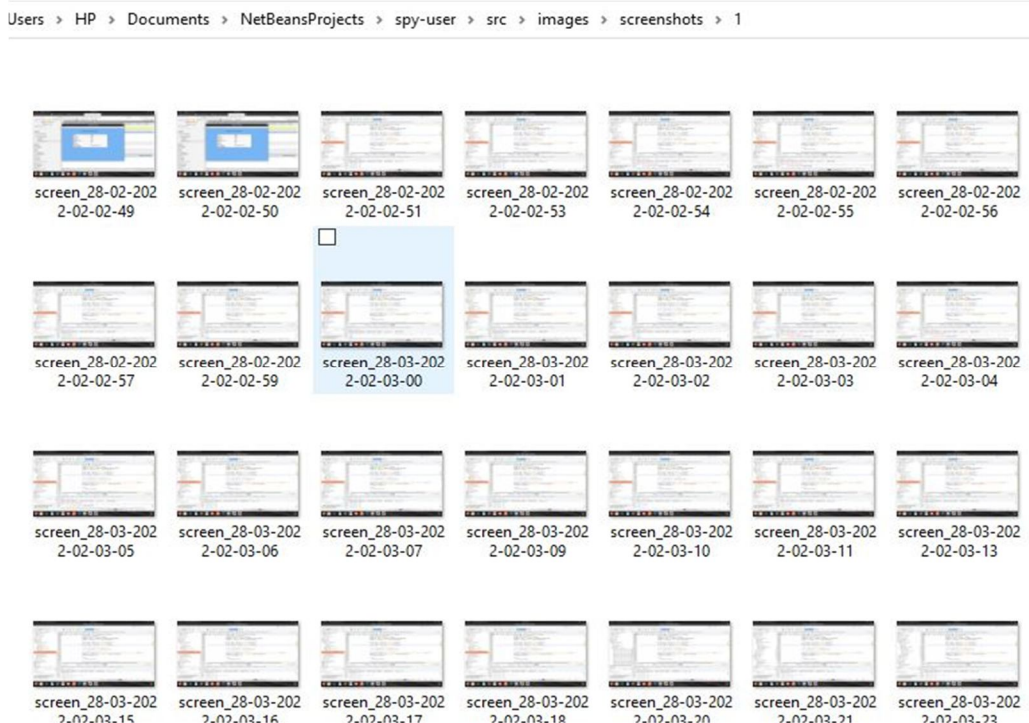 Users > HP > Documents > NetBeansProjects > spy-user > src > images > screenshots > 1
screen_28-02-202 screen_28-02-202 screen_28-02-202 screen_28-02-202 screen_28-02-202 screen_28-02-202 screen_28-02-202
2-02-02-49 2-02-02-50 2-02-02-51 2-02-02-53 2-02-02-54 2-02-02-55 2-02-02-56
screen_28-02-202 screen_28-02-202 screen_28-03-202 screen_28-03-202 screen_28-03-202 screen_28-03-202 screen_28-03-202
2-02-02-57 2-02-02-59 2-02-03-00 2-02-03-01 2-02-03-02 2-02-03-03 2-02-03-04
screen_28-03-202 screen_28-03-202 screen_28-03-202 screen_28-03-202 screen_28-03-202 screen_28-03-202 screen_28-03-202
2-02-03-05 2-02-03-06 2-02-03-07 2-02-03-09 2-02-03-10 2-02-03-11 2-02-03-13
screen_28-03-202 screen_28-03-202 screen_28-03-202 screen_28-03-202 screen_28-03-202 screen_28-03-202 screen_28-03-202
2-02-03-15 2-02-03-16 2-02-03-17 2-02-03-18 2-02-03-20 2-02-03-21 2-02-03-23